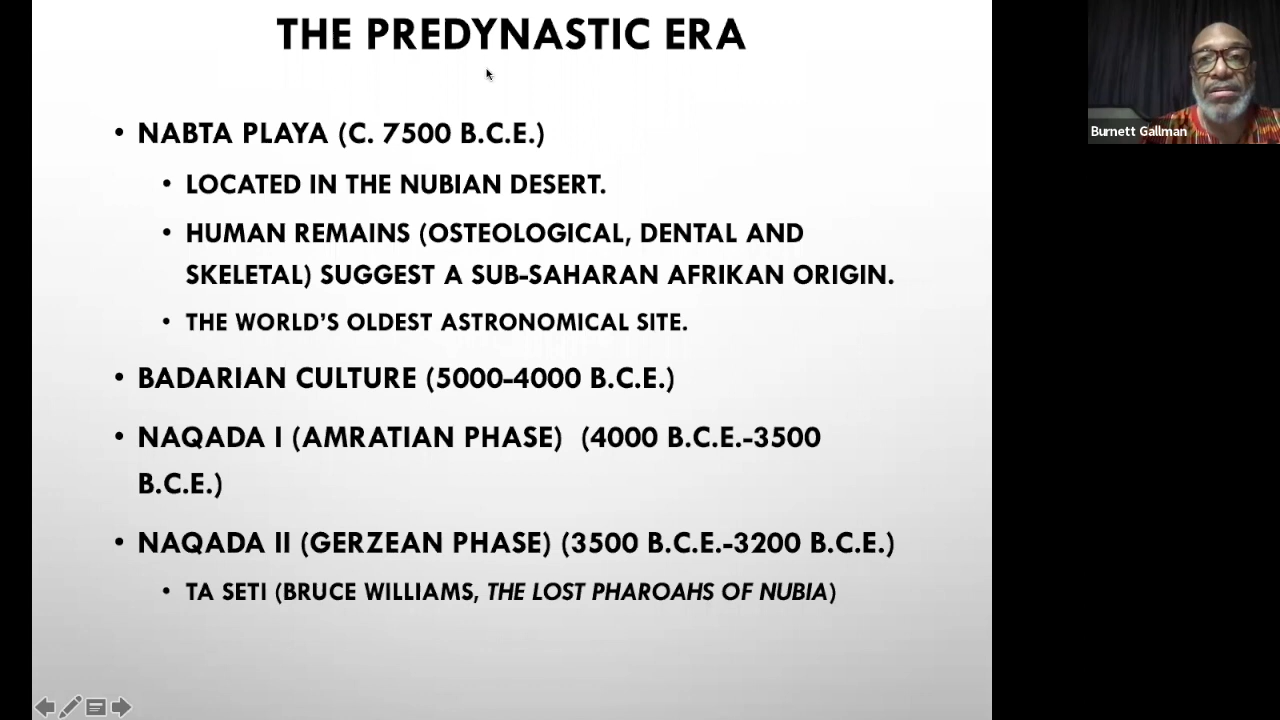 THE PREDYNASTIC ERA
• NABTA PLAYA (C. 7500 B.C.E.)
• LOCATED IN THE NUBIAN DESERT.
• HUMAN REMAINS (OSTEOLOGICAL, DENTAL AND
SKELETAL) SUGGEST A SUB-SAHARAN AFRIKAN ORIGIN.
• THE WORLD'S OLDEST ASTRONOMICAL SITE.
• BADARIAN CULTURE (5000-4000 B.C.E.)
• NAQADA I (AMRATIAN PHASE) (4000 B.C.E.-3500
B.C.E.)
• NAQADA II (GERZEAN PHASE) (3500 B.C.E.-3200 B.C.E.)
• TA SETI (BRUCE WILLIAMS, THE LOST PHAROAHS OF NUBIA)
Burnett Gallman